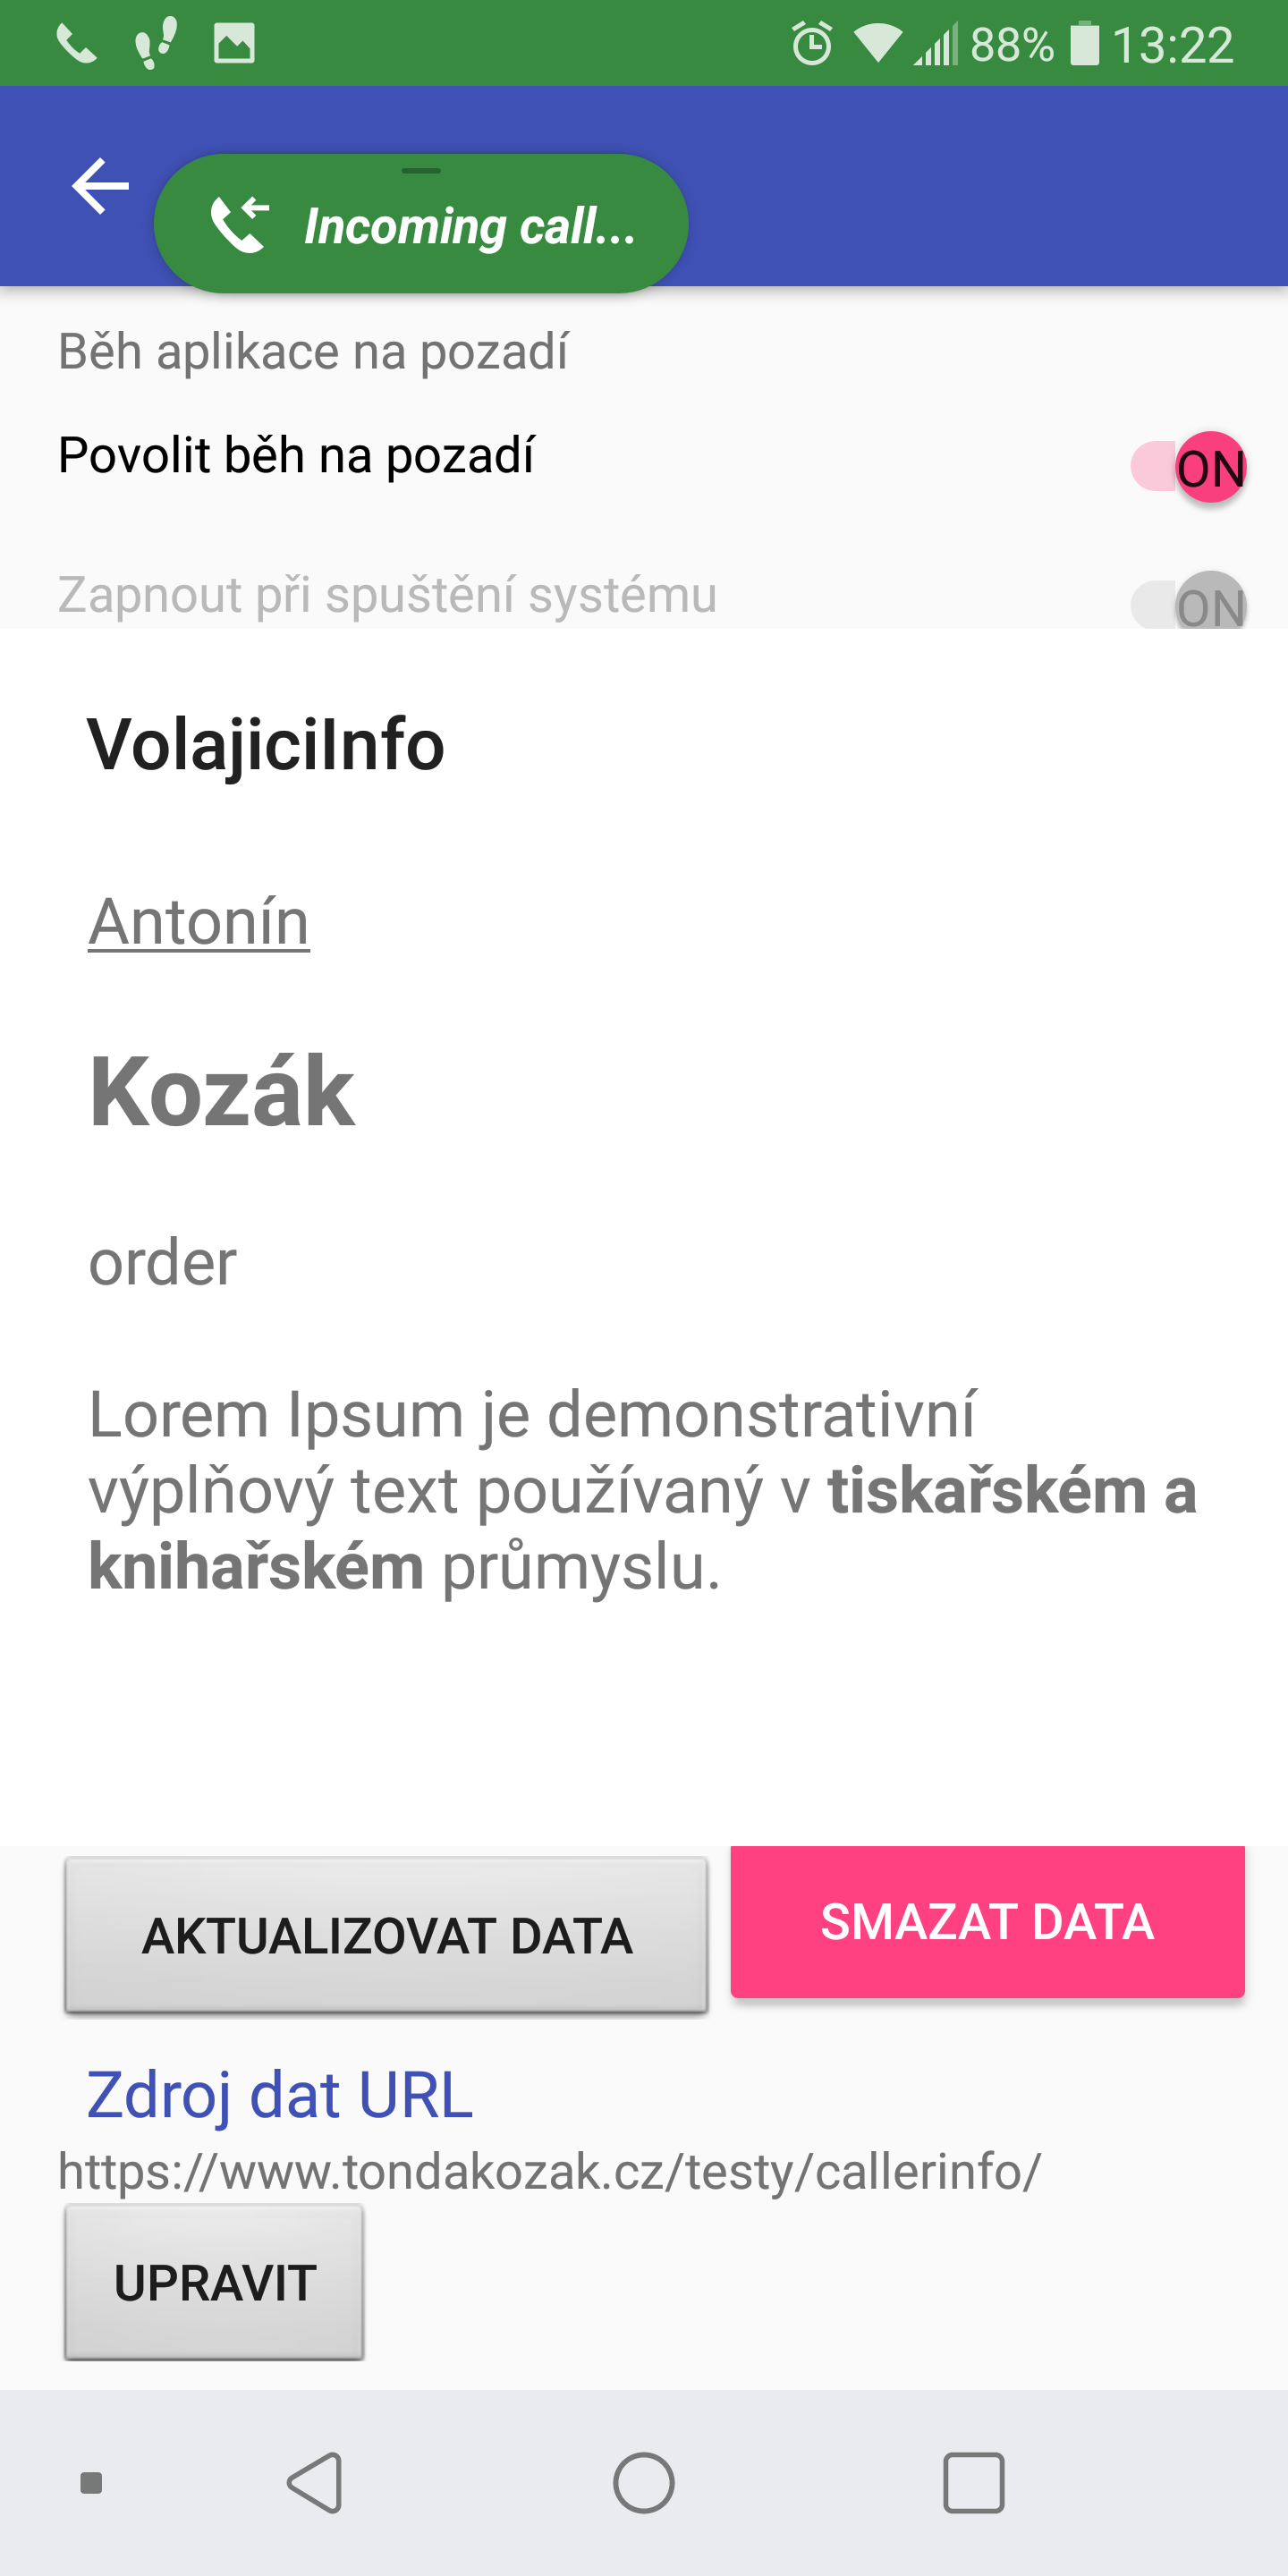 88% 13:22
Incoming call...
Běh aplikace na pozadí
Povolit běh na pozadí
ON
Zapnout při spuštění systému
ON
VolajiciInfo
Antonín
Kozák
order
Lorem Ipsum je demonstrativní
výplňový text používaný v tiskařském a
knihařském průmyslu.
AKTUALIZOVAT DATA
SMAZAT DATA
Zdroj dat URL
https://www.tondakozak.cz/testy/callerinfo/
UPRAVIT